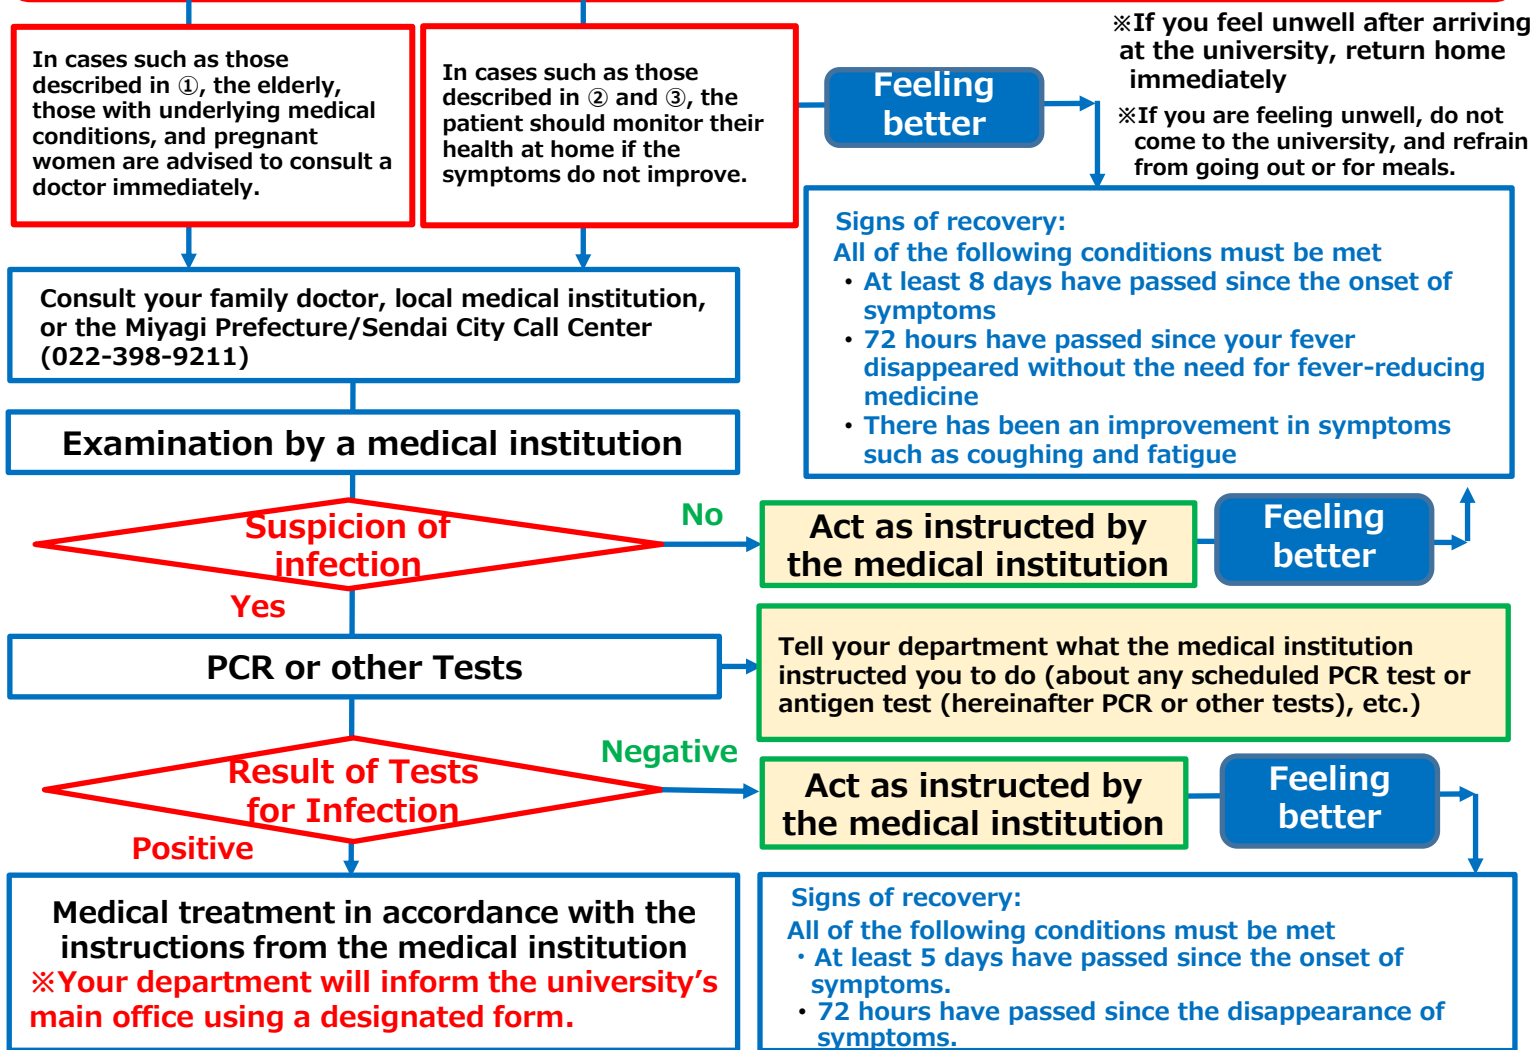 In cases such as those
described in ①, the elderly,
those with underlying medical
conditions, and pregnant
women are advised to consult a
doctor immediately.
In cases such as those
described in ② and ③, the
patient should monitor their
health at home if the
symptoms do not improve.
Feeling
better
※If you feel unwell after arriving
at the university, return home
immediately
※If you are feeling unwell, do not
come to the university, and refrain
from going out or for meals.
Signs of recovery:
All of the following conditions must be met
・At least 8 days have passed since the onset of
symptoms
・72 hours have passed since your fever
disappeared without the need for fever-reducing
medicine
・There has been an improvement in symptoms
such as coughing and fatigue
Consult your family doctor, local medical institution,
or the Miyagi Prefecture/Sendai City Call Center
(022-398-9211)
Examination by a medical institution
Suspicion of
infection
No
Act as instructed by
the medical institution
Feeling
better
Yes
PCR or other Tests
Tell your department what the medical institution
instructed you to do (about any scheduled PCR test or
antigen test (hereinafter PCR or other tests), etc.)
Result of Tests
for Infection
Negative
Act as instructed by
the medical institution
Feeling
better
Positive
Medical treatment in accordance with the
instructions from the medical institution
※Your department will inform the university’s
main office using a designated form.
Signs of recovery:
All of the following conditions must be met
・At least 5 days have passed since the onset of
symptoms.
・72 hours have passed since the disappearance of
symptoms.